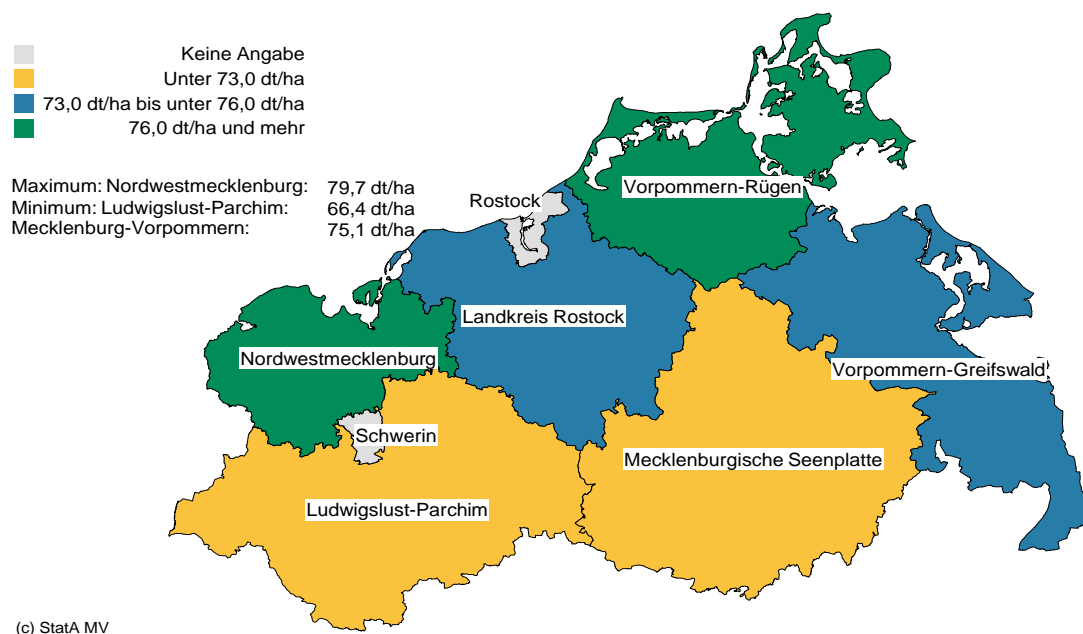 Keine Angabe
Unter 73,0 dt/ha
73,0 dt/ha bis unter 76,0 dt/ha
76,0 dt/ha und mehr
Maximum: Nordwestmecklenburg: 79,7 dt/ha
Minimum: Ludwigslust-Parchim: 66,4 dt/ha
Mecklenburg-Vorpommern: 75,1 dt/ha
Vorpommern-Rügen
Rostock
Landkreis Rostock
Nordwestmecklenburg
Vorpommern-Greifswald
Schwerin
Mecklenburgische Seenplatte
Ludwigslust-Parchim
(c) StatA MV